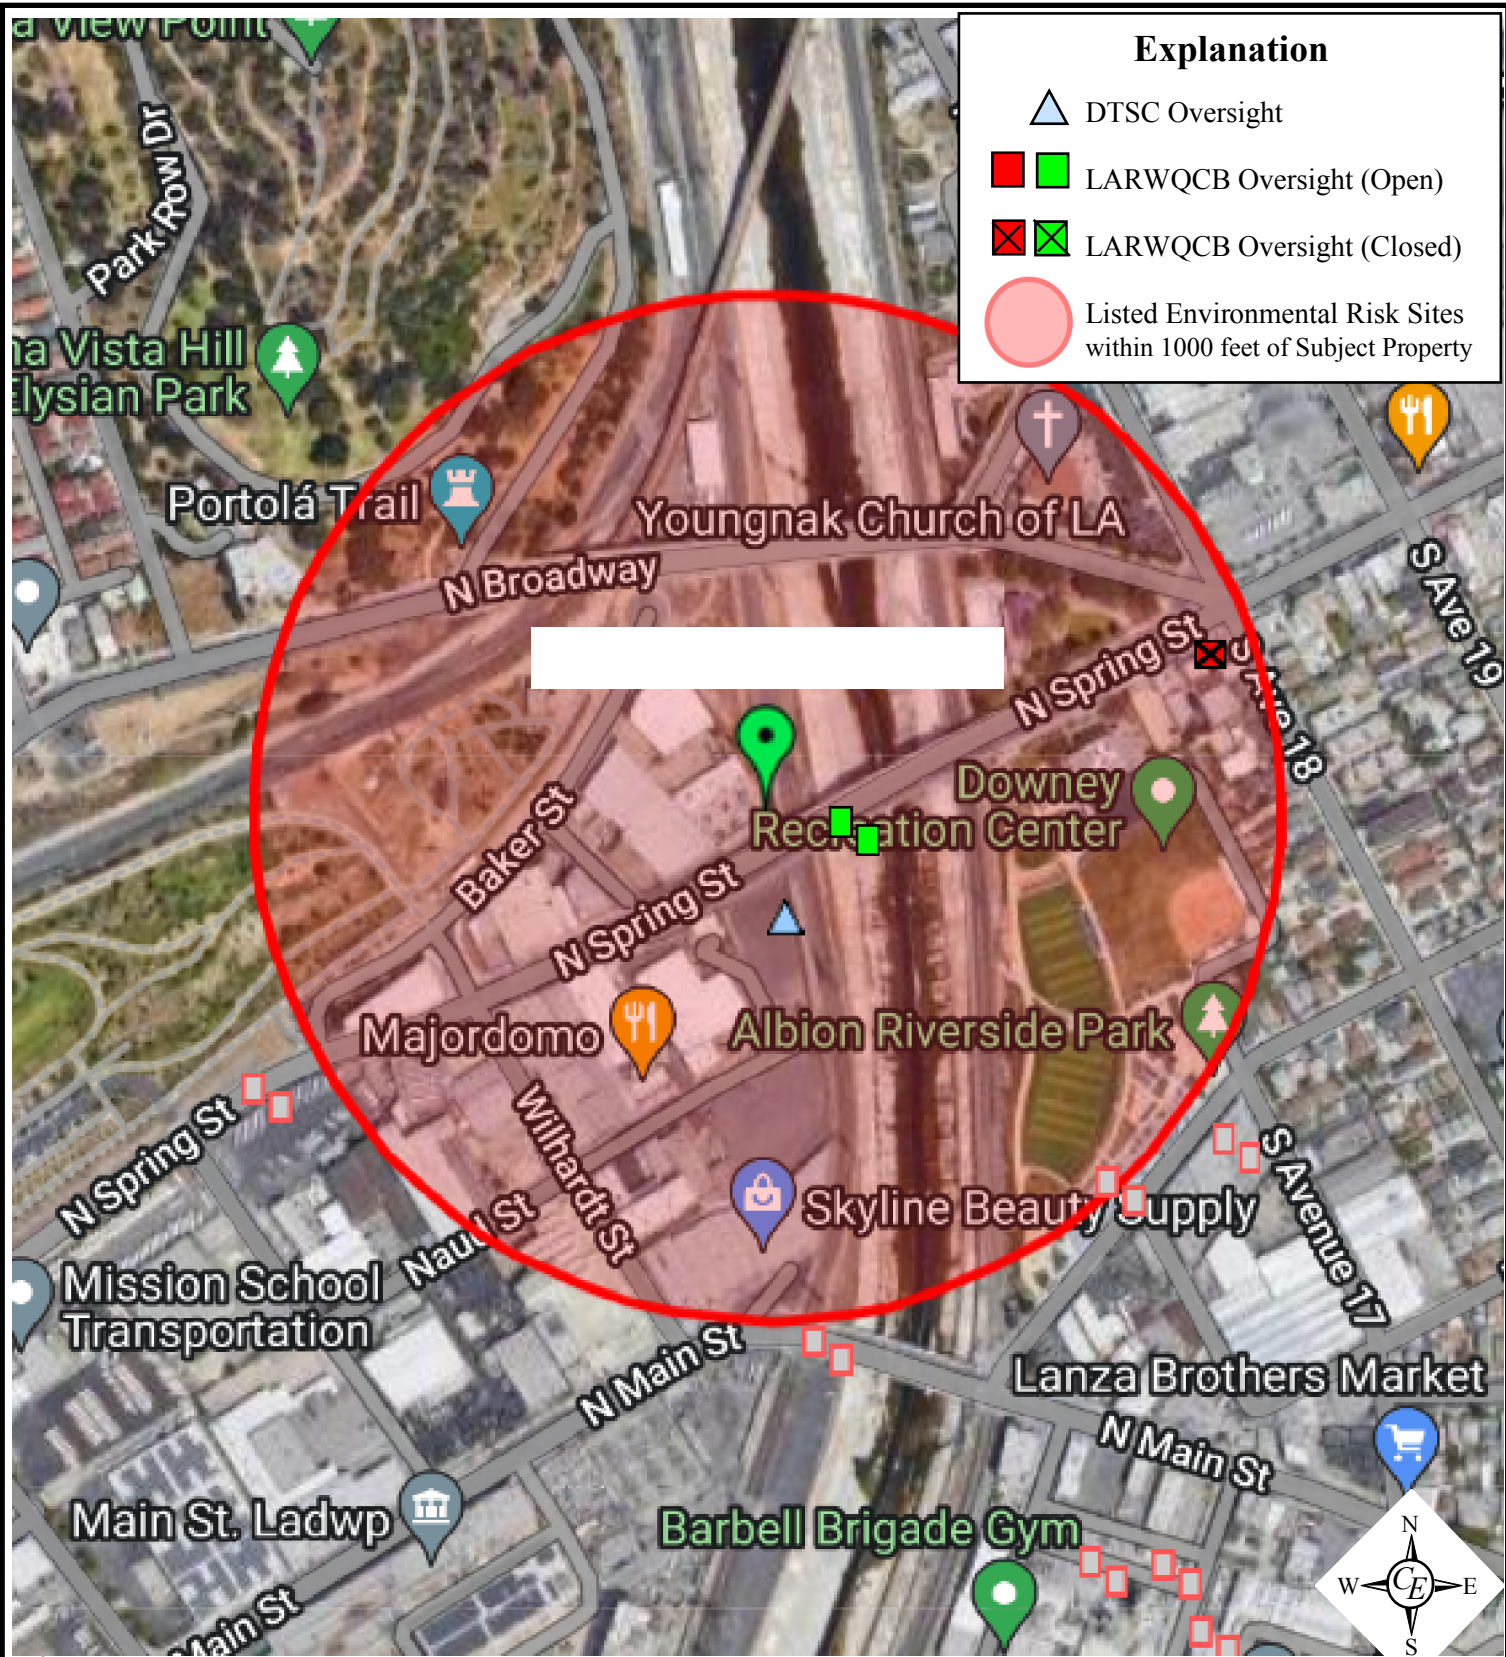 a View Point
Explanation
DTSC Oversight
LARWQCB Oversight (Open)
LARWQCB Oversight (Closed)
Listed Environmental Risk Sites
within 1000 feet of Subject Property
Park Row Dr
na Vista Hill
Elysian Park
Portolá Trail
Youngnak Church of LA
N Broadway
S Ave 19
N Spring St
S Ave 18
Downey
Recreation Center
Baker St
N Spring St
Majordomo
Albion Riverside Park
N Spring St
Wilhardt St
Naud St
Skyline Beauty Supply
S Avenue 17
Mission School
Transportation
N Main St
Lanza Brothers Market
N Main St
Main St. Ladwp
Barbell Brigade Gym
Main St
N
W CE E
S